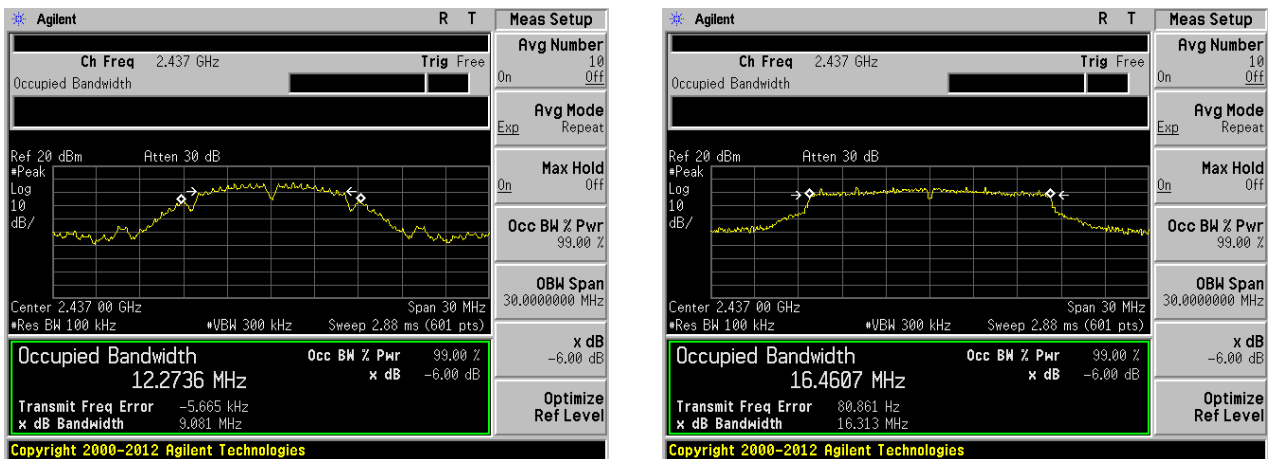 Agilent R T Meas Setup
Ch Freq 2.437 GHz Trig Free
Occupied Bandwidth
Avg Number
10
On Off
Avg Mode
Exp Repeat
Ref 20 dBm Atten 30 dB
#Peak
Log
10
dB/
Max Hold
On Off
Occ BW % Pwr
99.00 %
OBW Span
30.0000000 MHz
Center 2.437 00 GHz Span 30 MHz
#Res BW 100 kHz #VBW 300 kHz Sweep 2.88 ms (601 pts)
Occupied Bandwidth Occ BW % Pwr 99.00 %
12.2736 MHz x dB -6.00 dB
Transmit Freq Error -5.665 kHz
x dB Bandwidth 9.081 MHz
x dB
-6.00 dB
Optimize
Ref Level
Copyright 2000-2012 Agilent Technologies
Agilent R T Meas Setup
Ch Freq 2.437 GHz Trig Free
Occupied Bandwidth
Avg Number
10
On Off
Avg Mode
Exp Repeat
Ref 20 dBm Atten 30 dB
#Peak
Log
10
dB/
Max Hold
On Off
Occ BW % Pwr
99.00 %
OBW Span
30.0000000 MHz
Center 2.437 00 GHz Span 30 MHz
#Res BW 100 kHz #VBW 300 kHz Sweep 2.88 ms (601 pts)
Occupied Bandwidth Occ BW % Pwr 99.00 %
16.4607 MHz x dB -6.00 dB
Transmit Freq Error 80.861 Hz
x dB Bandwidth 16.313 MHz
x dB
-6.00 dB
Optimize
Ref Level
Copyright 2000-2012 Agilent Technologies